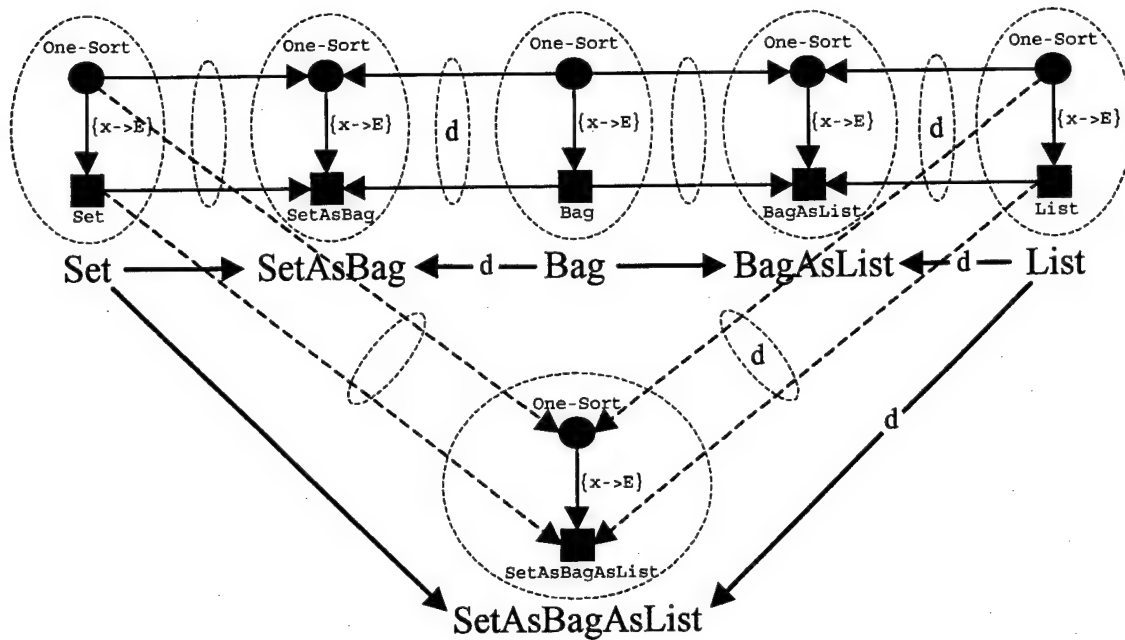 One-Sort One-Sort One-Sort One-Sort One-Sort
{x->E} {x->E} d {x->E} {x->E} d {x->E}
Set SetAsBag Bag BagAsList List
Set SetAsBag d Bag BagAsList d List
d
One-Sort
d
{x->E}
SetAsBagAsList
SetAsBagAsList